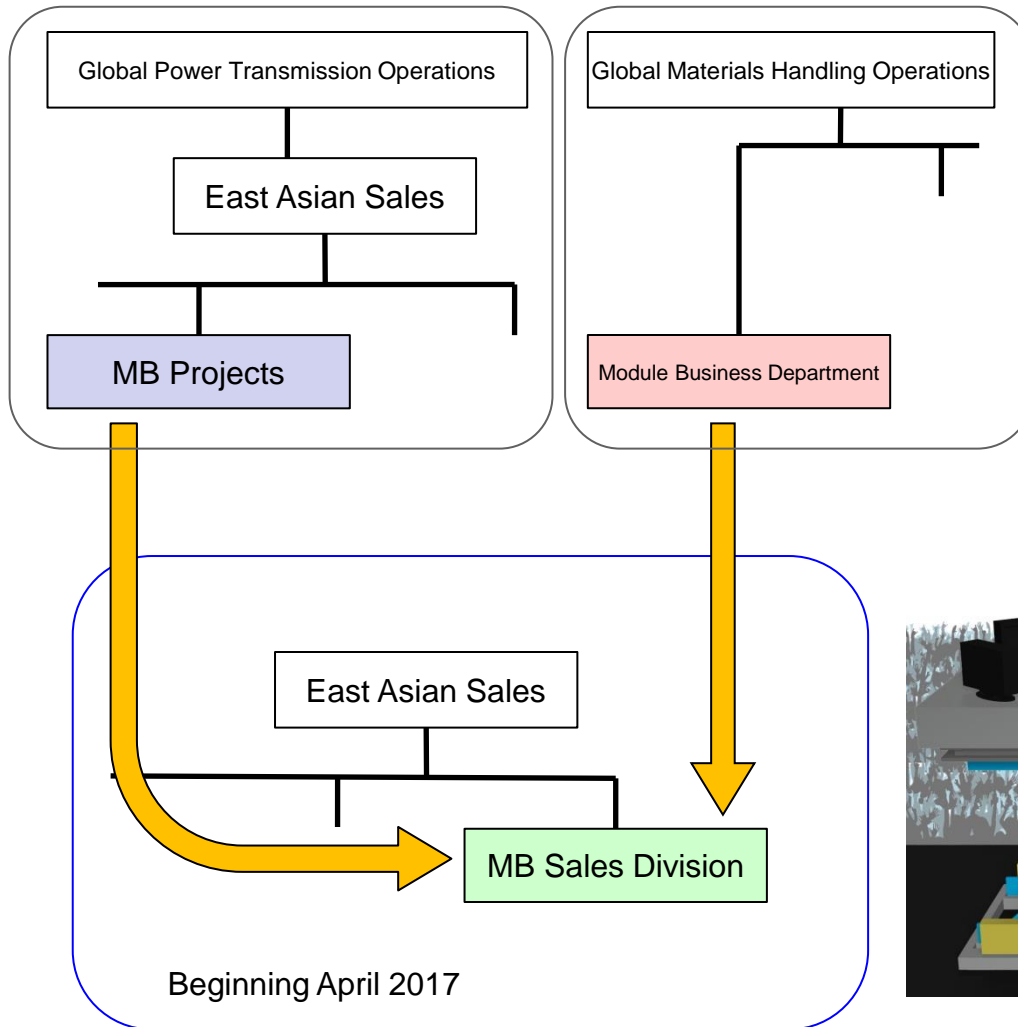 Global Power Transmission Operations
Global Materials Handling Operations
East Asian Sales
MB Projects
Module Business Department
East Asian Sales
MB Sales Division
Beginning April 2017